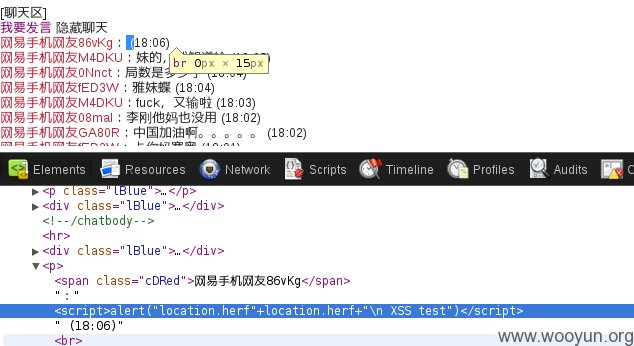 [聊天区]
我要发言 隐藏聊天
网易手机网友86vKg： (18:06)
网易手机网友M4DKU：妹的，
br 0px × 15px
网易手机网友0Nnct：局数是多少 (18:04)
网易手机网友fED3W：雅妹蝶 (18:04)
网易手机网友M4DKU：fuck，又输啦 (18:03)
网易手机网友08mal：李刚他妈也没用 (18:02)
网易手机网友GA80R：中国加油啊。。。。。 (18:02)
Elements Resources Network Scripts Timeline Profiles Audits
▶<p class="lBlue">…</p>
▶<div class="lBlue">…</div>
<!--/chatbody-->
<hr>
▶<div class="lBlue">…</div>
▼<p>
<span class="cDRed">网易手机网友86vKg</span>
"："
<script>alert("location.herf"+location.herf+"\n XSS test")</script>
" (18:06)"
<br>
www.wooyun.org